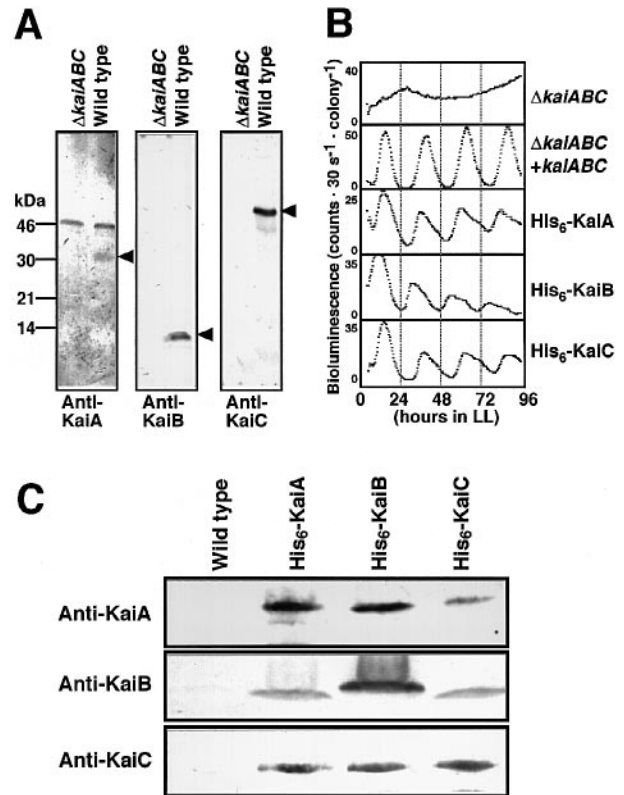 A
ΔkaiABC
Wild type
ΔkaiABC
Wild type
ΔkaiABC
Wild type
kDa
46
30
21
14
Anti-
KaiA
Anti-
KaiB
Anti-
KaiC
B
Bioluminescence (counts · 30 s⁻¹ · colony⁻¹)
40
0
ΔkaiABC
50
0
ΔkaiABC
+kaiABC
25
0
His₆-KaiA
35
0
His₆-KaiB
35
0
His₆-KaiC
0 24 48 72 96
(hours in LL)
C
Wild type
His₆-KaiA
His₆-KaiB
His₆-KaiC
Anti-KaiA
Anti-KaiB
Anti-KaiC